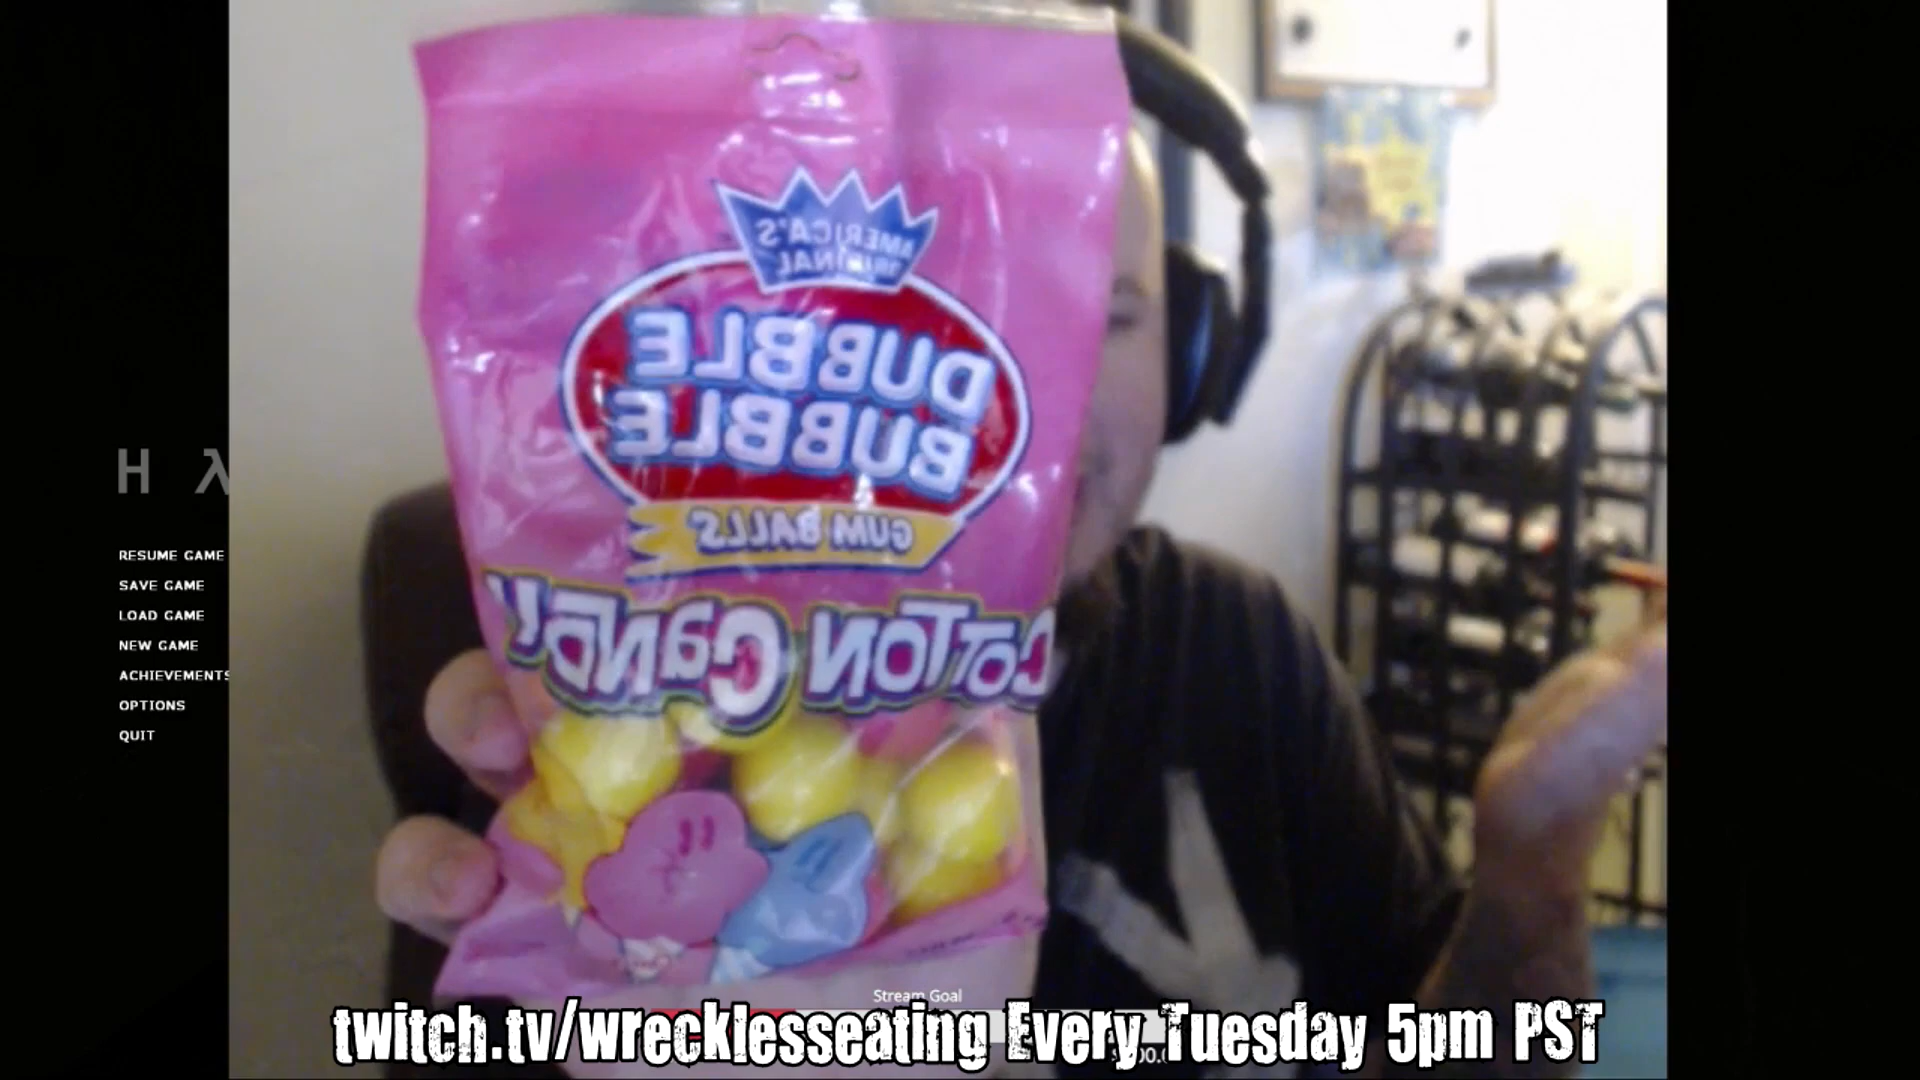 AMERICA'S
ORIGINAL
DUBBLE
BUBBLE
GUM BALLS
COTTON CANDY
H λ
RESUME GAME
SAVE GAME
LOAD GAME
NEW GAME
ACHIEVEMENTS
OPTIONS
QUIT
Stream Goal
twitch.tv/wrecklesseating Every Tuesday 5pm PST